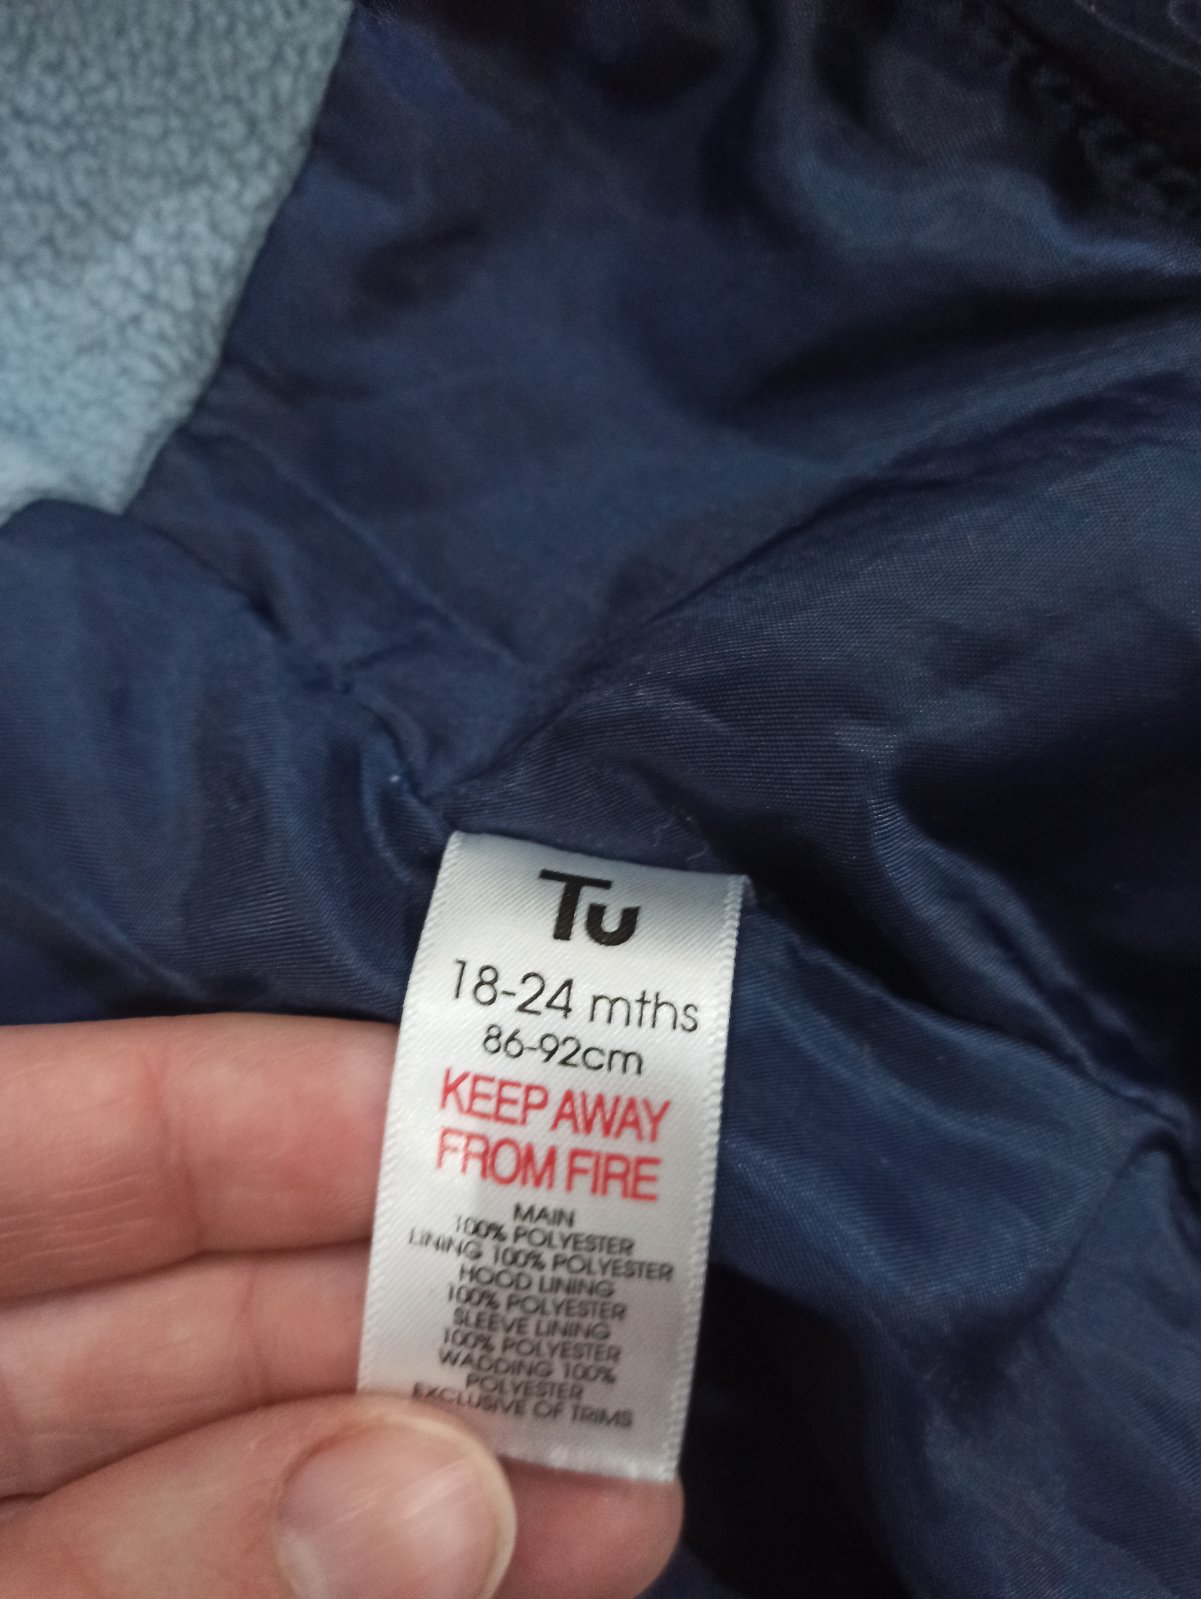 Tu
18-24 mths
86-92cm
KEEP AWAY
FROM FIRE
MAIN
100% POLYESTER
LINING 100% POLYESTER
HOOD LINING
100% POLYESTER
SLEEVE LINING
100% POLYESTER
WADDING 100%
POLYESTER
EXCLUSIVE OF TRIMS